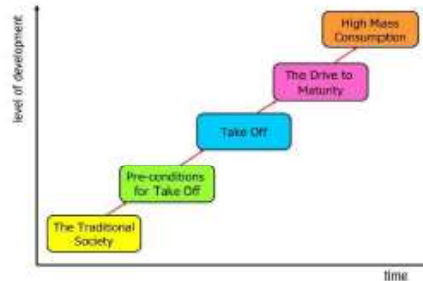 High Mass
Consumption
The Drive to
Maturity
Take Off
Pre-conditions
for Take Off
The Traditional
Society
level of development
time